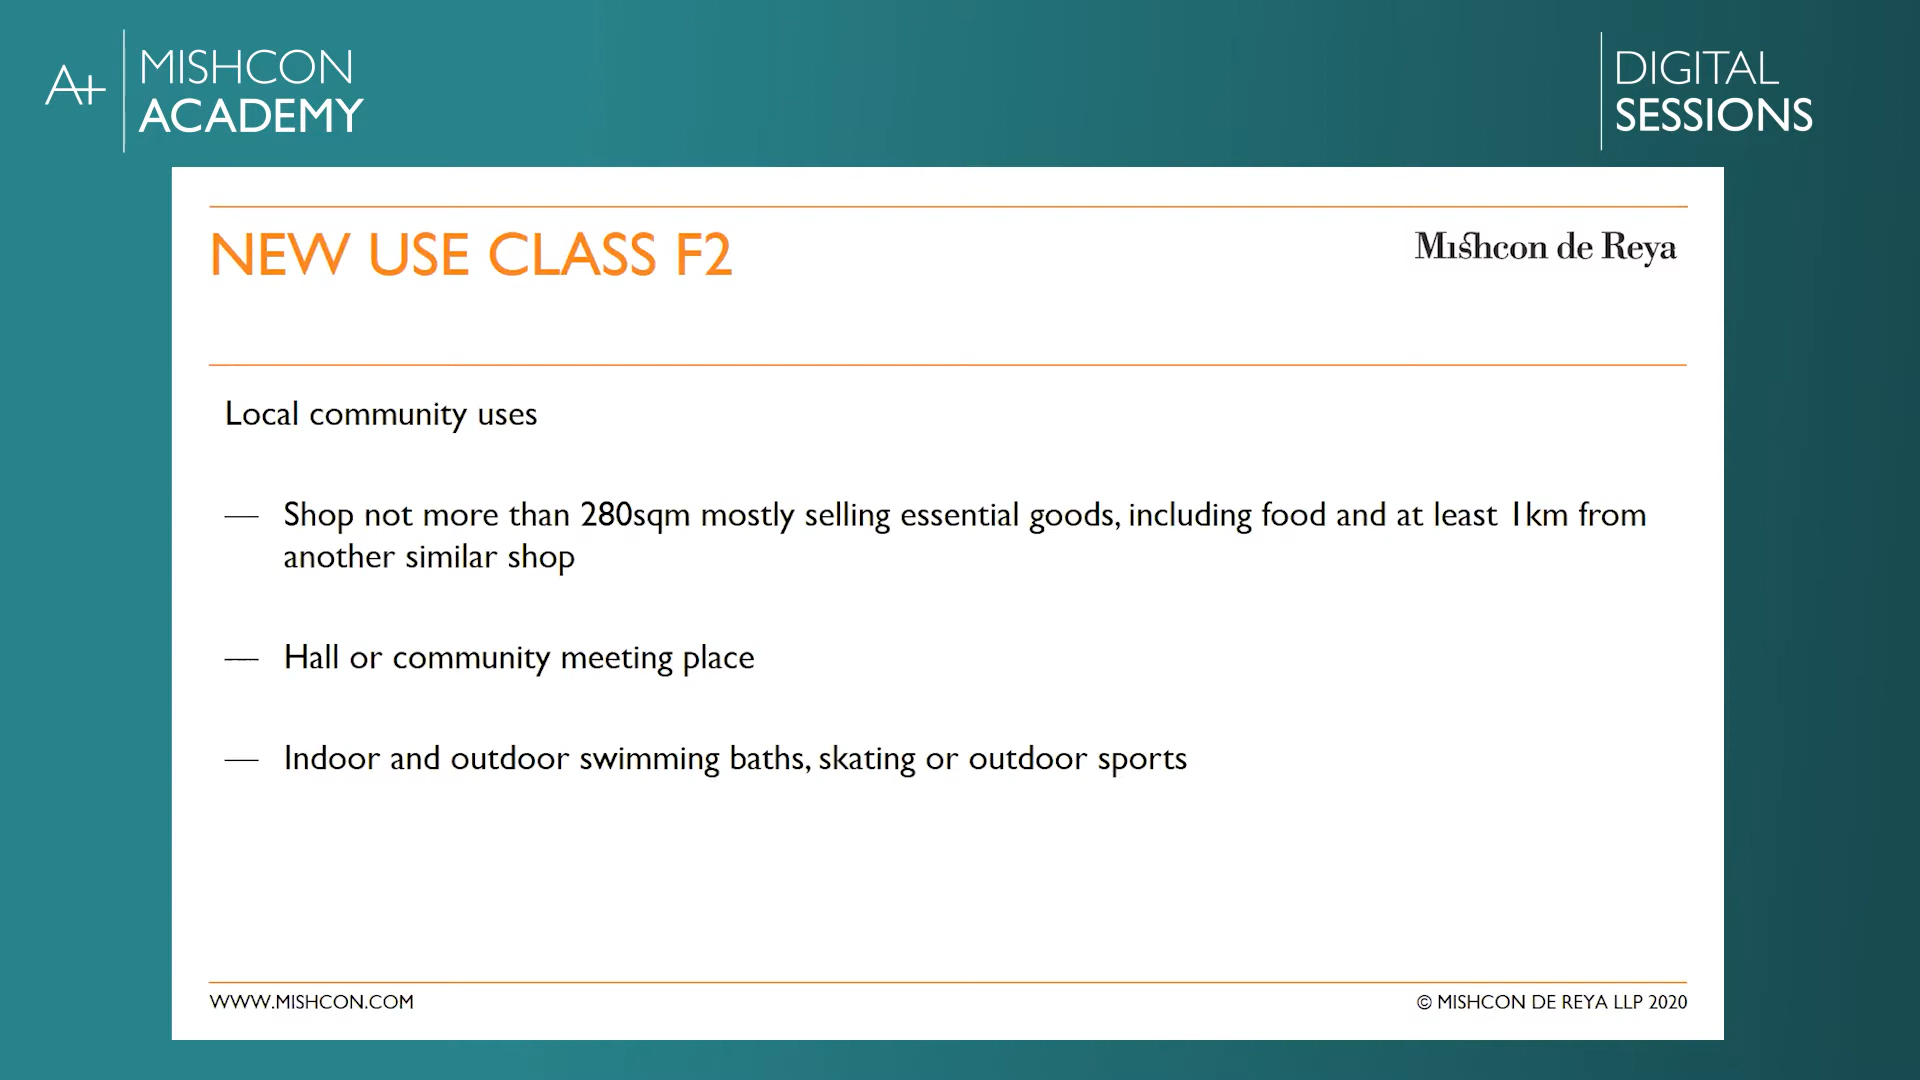 A+ MISHCON
ACADEMY
DIGITAL
SESSIONS
NEW USE CLASS F2
Mishcon de Reya
Local community uses
— Shop not more than 280sqm mostly selling essential goods, including food and at least 1km from
another similar shop
— Hall or community meeting place
— Indoor and outdoor swimming baths, skating or outdoor sports
WWW.MISHCON.COM
© MISHCON DE REYA LLP 2020